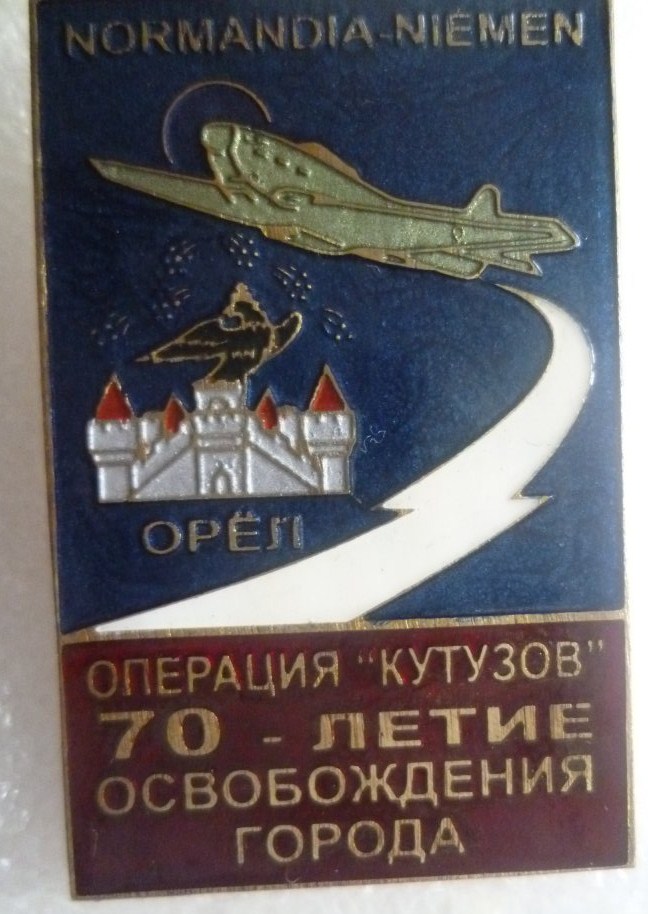 NORMANDIA-NIEMEN
ОРЁЛ
ОПЕРАЦИЯ "КУТУЗОВ"
70 - ЛЕТИЕ
ОСВОБОЖДЕНИЯ
ГОРОДА